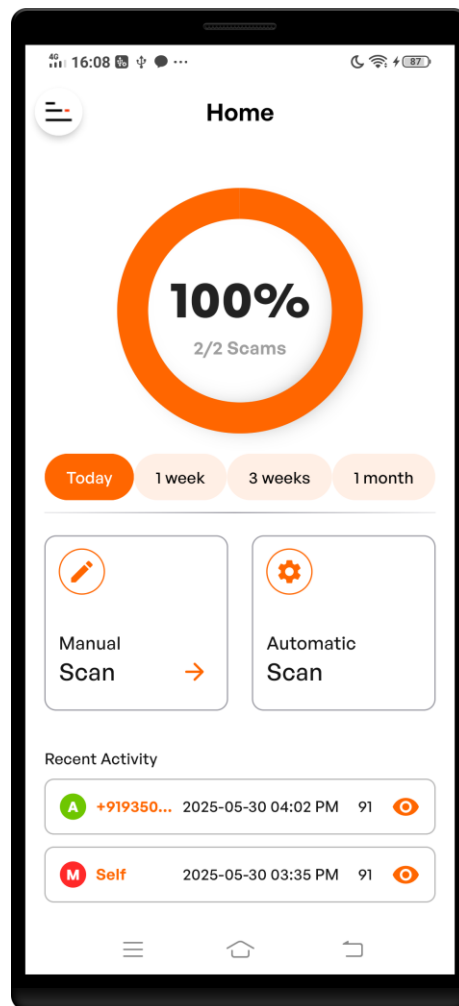 4G 16:08 ··· 87
Home
100%
2/2 Scams
Today 1 week 3 weeks 1 month
Manual Automatic
Scan Scan
Recent Activity
A +919350... 2025-05-30 04:02 PM 91
M Self 2025-05-30 03:35 PM 91